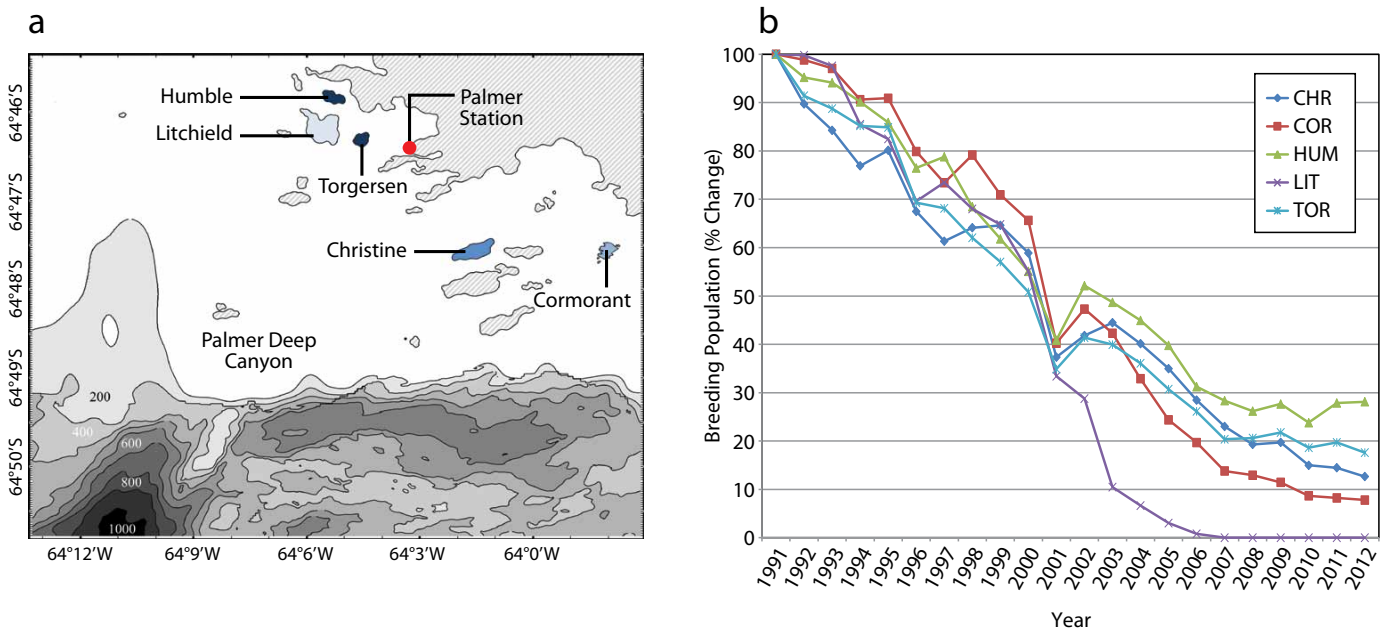 a
Humble
Litchield
Palmer
Station
Torgersen
Christine
Cormorant
Palmer Deep
Canyon
200
400
600
800
1000
64°46'S
64°47'S
64°48'S
64°49'S
64°50'S
64°12'W
64°9'W
64°6'W
64°3'W
64°0'W
b
Breeding Population (% Change)
100
90
80
70
60
50
40
30
20
10
0
CHR
COR
HUM
LIT
TOR
1991
1992
1993
1994
1995
1996
1997
1998
1999
2000
2001
2002
2003
2004
2005
2006
2007
2008
2009
2010
2011
2012
Year